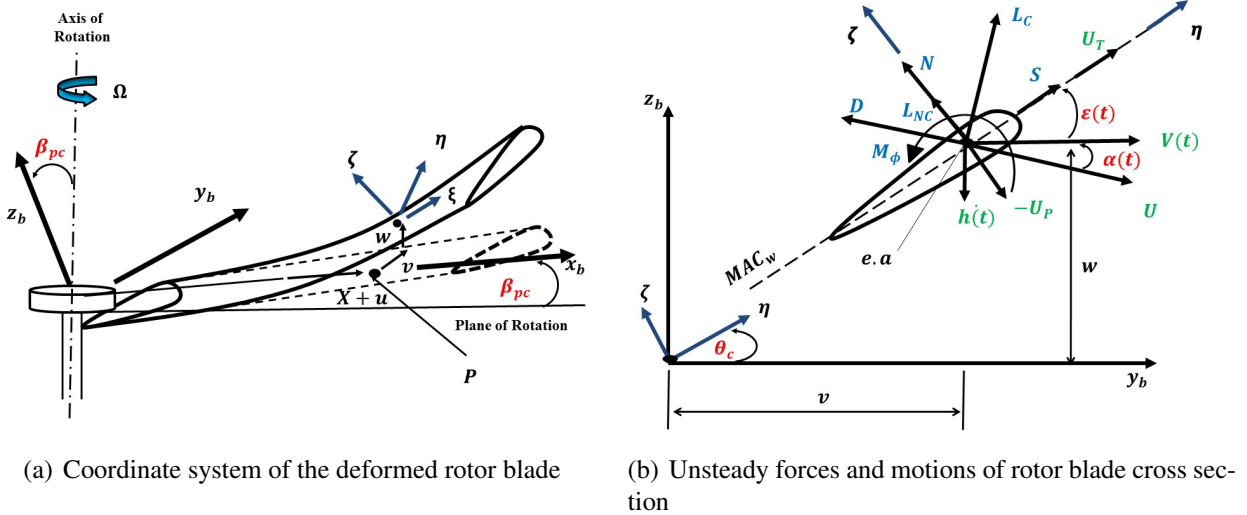 Axis of
Rotation
Ω
β_pc
z_b
y_b
ζ
η
ξ
w
v
x_b
X + u
β_pc
Plane of Rotation
P
ζ
N
L_C
U_T
η
S
z_b
D
L_NC
ε(t)
M_ϕ
V(t)
α(t)
ḣ(t)
−U_P
U
e.a
MAC_w
w
ζ
η
θ_c
y_b
v
(a) Coordinate system of the deformed rotor blade
(b) Unsteady forces and motions of rotor blade cross sec-
tion